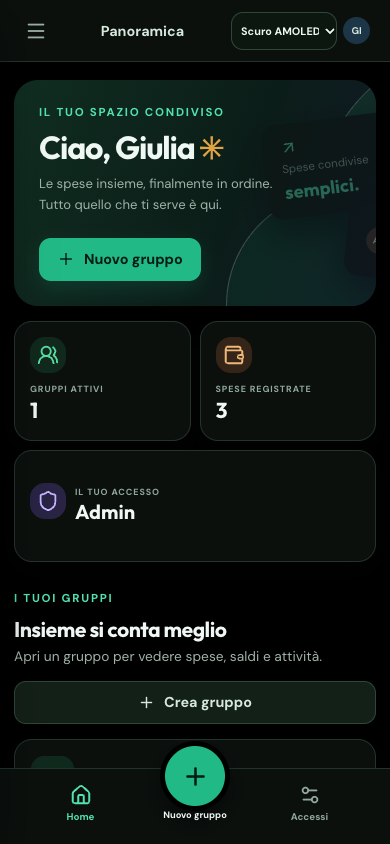 Panoramica
Scuro AMOLED
GI
IL TUO SPAZIO CONDIVISO
Ciao, Giulia
Le spese insieme, finalmente in ordine.
Tutto quello che ti serve è qui.
Spese condivise
semplici.
Nuovo gruppo
GRUPPI ATTIVI
1
SPESE REGISTRATE
3
IL TUO ACCESSO
Admin
I TUOI GRUPPI
Insieme si conta meglio
Apri un gruppo per vedere spese, saldi e attività.
Crea gruppo
Home
Nuovo gruppo
Accessi